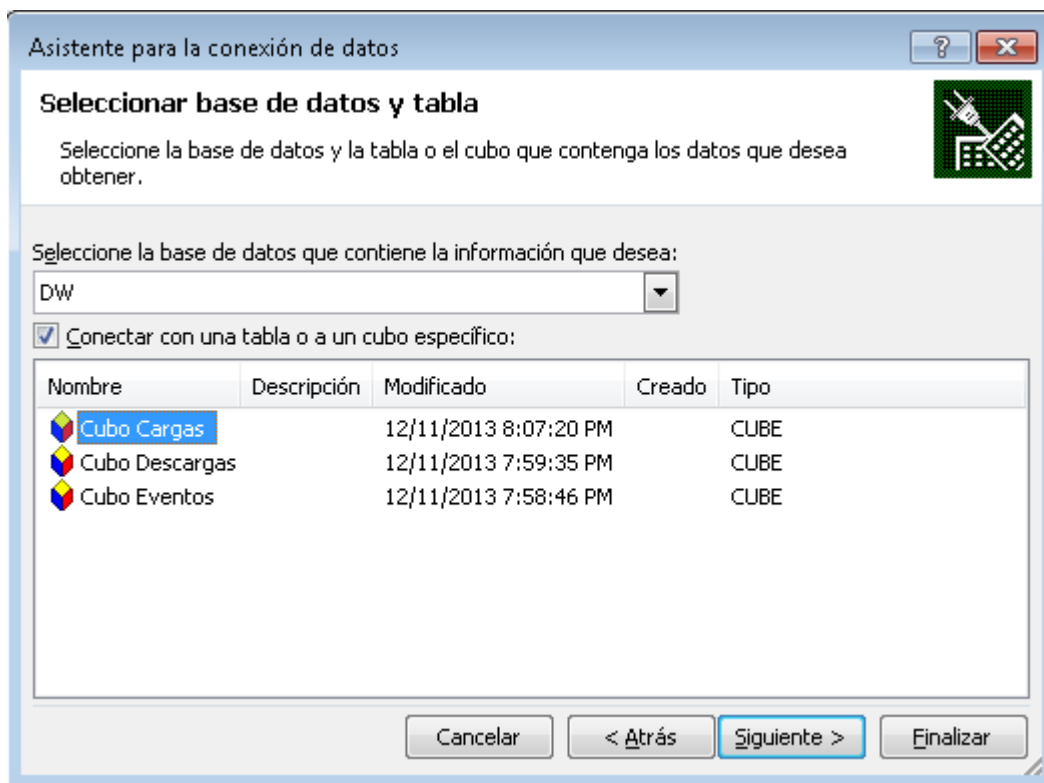 Asistente para la conexión de datos
Seleccionar base de datos y tabla
Seleccione la base de datos y la tabla o el cubo que contenga los datos que desea
obtener.
Seleccione la base de datos que contiene la información que desea:
DW
Conectar con una tabla o a un cubo específico:
Nombre Descripción Modificado Creado Tipo
Cubo Cargas 12/11/2013 8:07:20 PM CUBE
Cubo Descargas 12/11/2013 7:59:35 PM CUBE
Cubo Eventos 12/11/2013 7:58:46 PM CUBE
Cancelar < Atrás Siguiente > Finalizar